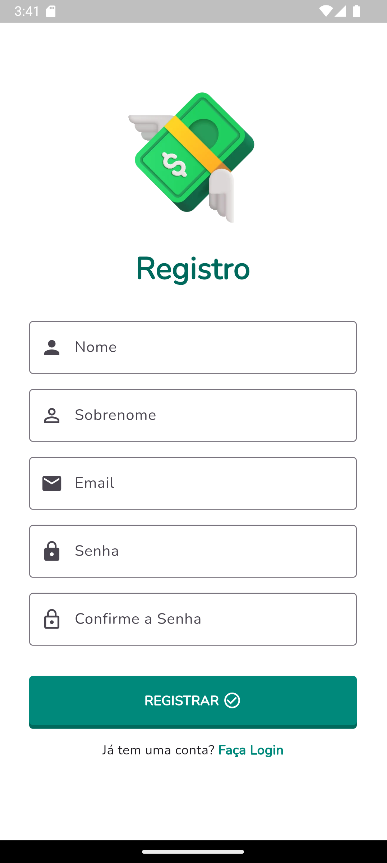 3:41
$
Registro
Nome
Sobrenome
Email
Senha
Confirme a Senha
REGISTRAR
Já tem uma conta? Faça Login